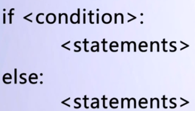 if <condition>:
<statements>
else:
<statements>